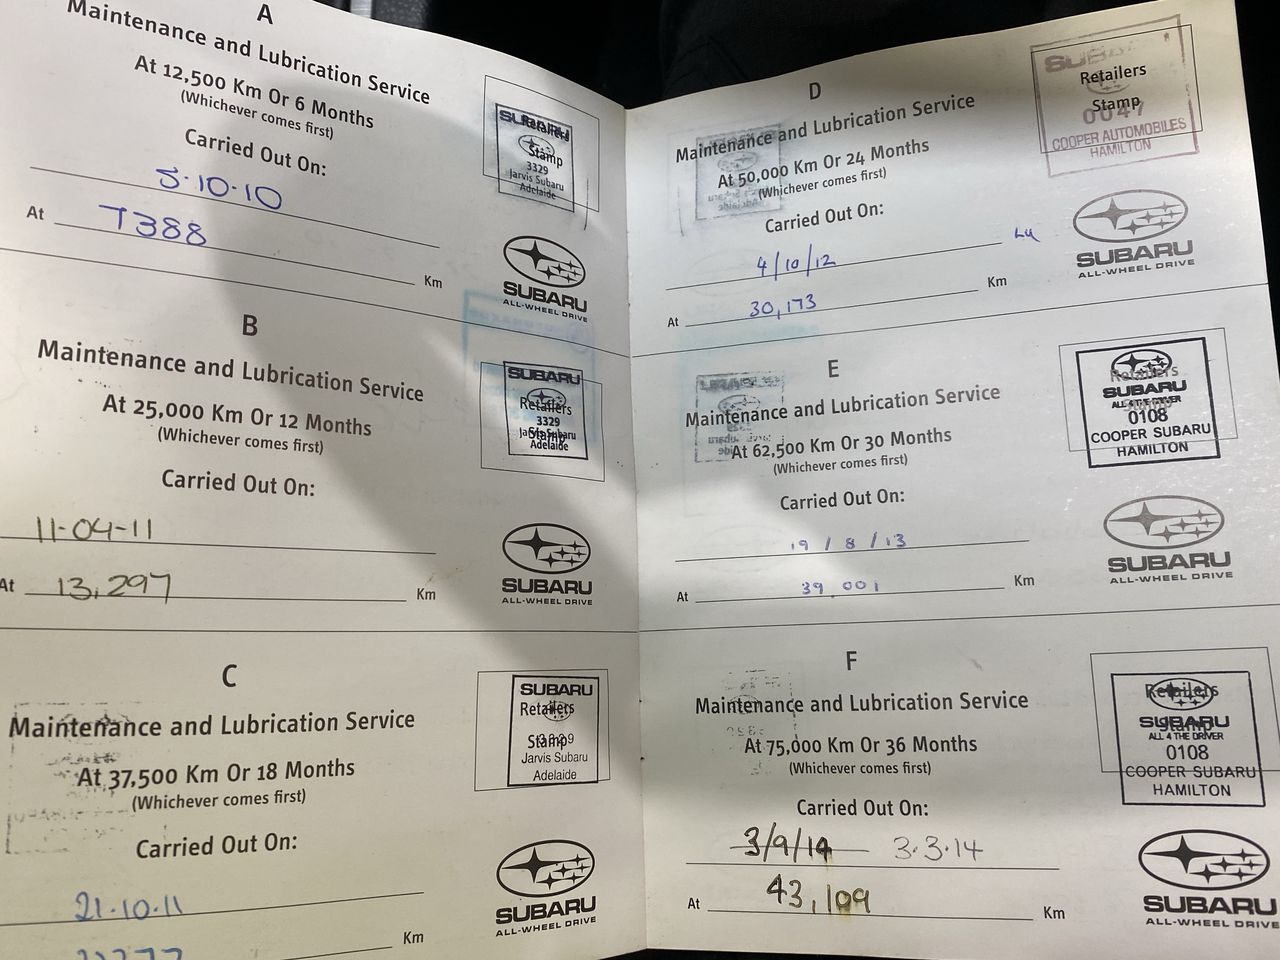 A
Maintenance and Lubrication Service
At 12,500 Km Or 6 Months
(Whichever comes first)
Carried Out On:
5·10·10
At 7388 Km
SUBARU
Retailers
Stamp
3329
Jarvis Subaru
Adelaide
SUBARU
ALL-WHEEL DRIVE
B
Maintenance and Lubrication Service
At 25,000 Km Or 12 Months
(Whichever comes first)
Carried Out On:
11-04-11
At 13,297 Km
SUBARU
Retailers
3329
Jarvis Subaru
Stamp
Adelaide
SUBARU
ALL-WHEEL DRIVE
C
Maintenance and Lubrication Service
At 37,500 Km Or 18 Months
(Whichever comes first)
Carried Out On:
21·10·11
Km
SUBARU
Retailers
Stamp
Jarvis Subaru
Adelaide
SUBARU
ALL-WHEEL DRIVE
D
Maintenance and Lubrication Service
At 50,000 Km Or 24 Months
(Whichever comes first)
Carried Out On:
4/10/12
At 30,173 Km
SUBARU
Retailers
Stamp
0047
COOPER AUTOMOBILES
HAMILTON
SUBARU
ALL-WHEEL DRIVE
E
Maintenance and Lubrication Service
At 62,500 Km Or 30 Months
(Whichever comes first)
Carried Out On:
19/8/13
At 39,001 Km
Retailers
SUBARU
ALL 4 THE DRIVER
0108
COOPER SUBARU
HAMILTON
SUBARU
ALL-WHEEL DRIVE
F
Maintenance and Lubrication Service
At 75,000 Km Or 36 Months
(Whichever comes first)
Carried Out On:
3/9/14 3·3·14
At 43,109 Km
Retailers
Stamp
SUBARU
ALL 4 THE DRIVER
0108
COOPER SUBARU
HAMILTON
SUBARU
ALL-WHEEL DRIVE